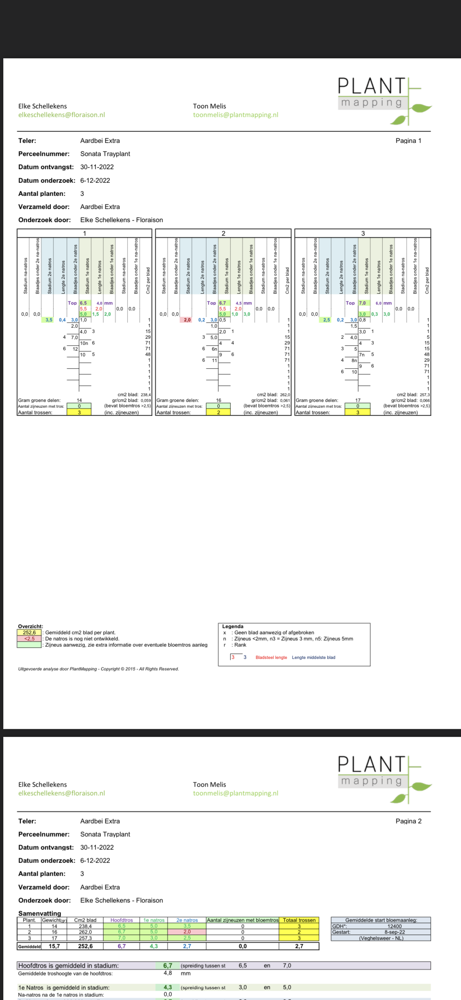 PLANT
mapping
Elke Schellekens Toon Melis
elkeschellekens@floraison.nl toonmelis@plantmapping.nl
Teler: Aardbei Extra Pagina 1
Perceelnummer: Sonata Trayplant
Datum ontvangst: 30-11-2022
Datum onderzoek: 6-12-2022
Aantal planten: 3
Verzameld door: Aardbei Extra
Onderzoek door: Elke Schellekens - Floraison
1
Stadium na-natros
Blaadjes onder 2e na-natros
Stadium 2e natros
Lengte 2e natros
Blaadjes onder 2e natros
Stadium 1e natros
Lengte 1e natros
Blaadjes onder 1e natros
Stadium na-natros
Blaadjes onder 1e na-natros
Cm2 per blad
Top 6,5 4,0 mm
5,5 2,0 0,0 0,0
0,0 0,0 5,0 1,5 2,0
3,5 0,4 3,0 1,0 1
2,0 1
4,0 3 15
4 7,0 29
10n 6 71
6 12 71
10 5 48
1
1
1
1
1
1
cm2 blad: 238,4
Gram groene delen: 14 gr/cm2 blad: 0,059
Aantal zijneuzen met tros: 0 (bevat bloemtros >2,5)
Aantal trossen: 3 (inc. zijneuzen)
2
Stadium na-natros
Blaadjes onder 2e na-natros
Stadium 2e natros
Lengte 2e natros
Blaadjes onder 2e natros
Stadium 1e natros
Lengte 1e natros
Blaadjes onder 1e natros
Stadium na-natros
Blaadjes onder 1e na-natros
Cm2 per blad
Top 6,7 4,5 mm
5,5 2,0 0,0 0,0
0,0 0,0 5,0 1,0 3,0
2,0 0,2 3,0 0,5 1
1,0 1
2,0 1 1
3 5,0 15
4 4 29
6 6n 71
9 6 71
6 11 71
1
1
1
1
1
cm2 blad: 262,0
Gram groene delen: 16 gr/cm2 blad: 0,061
Aantal zijneuzen met tros: 0 (bevat bloemtros >2,5)
Aantal trossen: 2 (inc. zijneuzen)
3
Stadium na-natros
Blaadjes onder 2e na-natros
Stadium 2e natros
Lengte 2e natros
Blaadjes onder 2e natros
Stadium 1e natros
Lengte 1e natros
Blaadjes onder 1e natros
Stadium na-natros
Blaadjes onder 1e na-natros
Cm2 per blad
Top 7,0 6,0 mm
0,0 0,0
0,0 0,0 3,0 0,3 3,0
2,5 0,2 3,0 0,8 1
1,5 1
3,0 1 1
2 4,0 5
4 3 15
3 5 15
7n 5 48
4 8n 29
9 6 71
6 10 71
1
1
1
cm2 blad: 257,3
Gram groene delen: 17 gr/cm2 blad: 0,066
Aantal zijneuzen met tros: 0 (bevat bloemtros >2,5)
Aantal trossen: 3 (inc. zijneuzen)
Overzicht:
252,6 : Gemiddeld cm2 blad per plant.
<2,5 : De natros is nog niet ontwikkeld.
: Zijneus aanwezig, zie extra informatie over eventuele bloemtros aanleg
Legenda
x : Geen blad aanwezig of afgebroken
n : Zijneus <2mm, n3 = Zijneus 3 mm, n5: Zijneus 5mm
r : Rank
3 3 Bladsteel lengte Lengte middelste blad
Uitgevoerde analyse door PlantMapping - Copyright © 2015 - All Rights Reserved.
PLANT
mapping
Elke Schellekens Toon Melis
elkeschellekens@floraison.nl toonmelis@plantmapping.nl
Teler: Aardbei Extra Pagina 2
Perceelnummer: Sonata Trayplant
Datum ontvangst: 30-11-2022
Datum onderzoek: 6-12-2022
Aantal planten: 3
Verzameld door: Aardbei Extra
Onderzoek door: Elke Schellekens - Floraison
Samenvatting
Plant. Gewicht(gr) Cm2 blad Hoofdtros 1e natros 2e natros Aantal zijneuzen met bloemtros Totaal trossen
1 14 238,4 6,5 5,0 3,5 0 3
2 16 262,0 6,7 5,0 2,0 0 2
3 17 257,3 7,0 3,0 2,5 0 3
Gemiddeld 15,7 252,6 6,7 4,3 2,7 0,0 2,7
Gemiddelde start bloemaanleg:
GDH*: 12400
Gestart: 8-sep-22
(Veghelsweer - NL)
Hoofdtros is gemiddeld in stadium: 6,7 (spreiding tussen st 6,5 en 7,0
Gemiddelde troshoogte van de hoofdtros: 4,8 mm
1e Natros is gemiddeld in stadium: 4,3 (spreiding tussen st 3,0 en 5,0
Na-natros na de 1e natros in stadium: 0,0